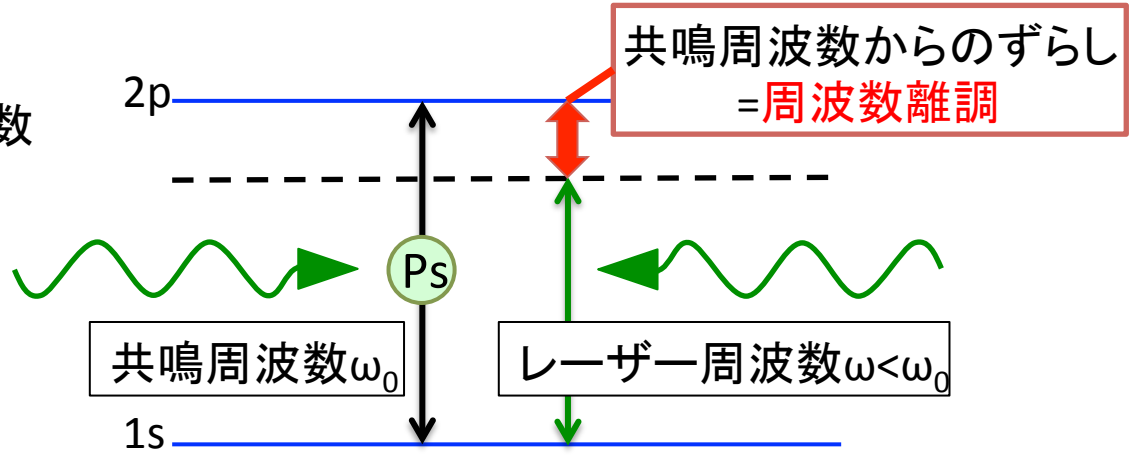 共鳴周波数からのずらし
=周波数離調
2p
数
Ps
共鳴周波数ω₀
レーザー周波数ω<ω₀
1s